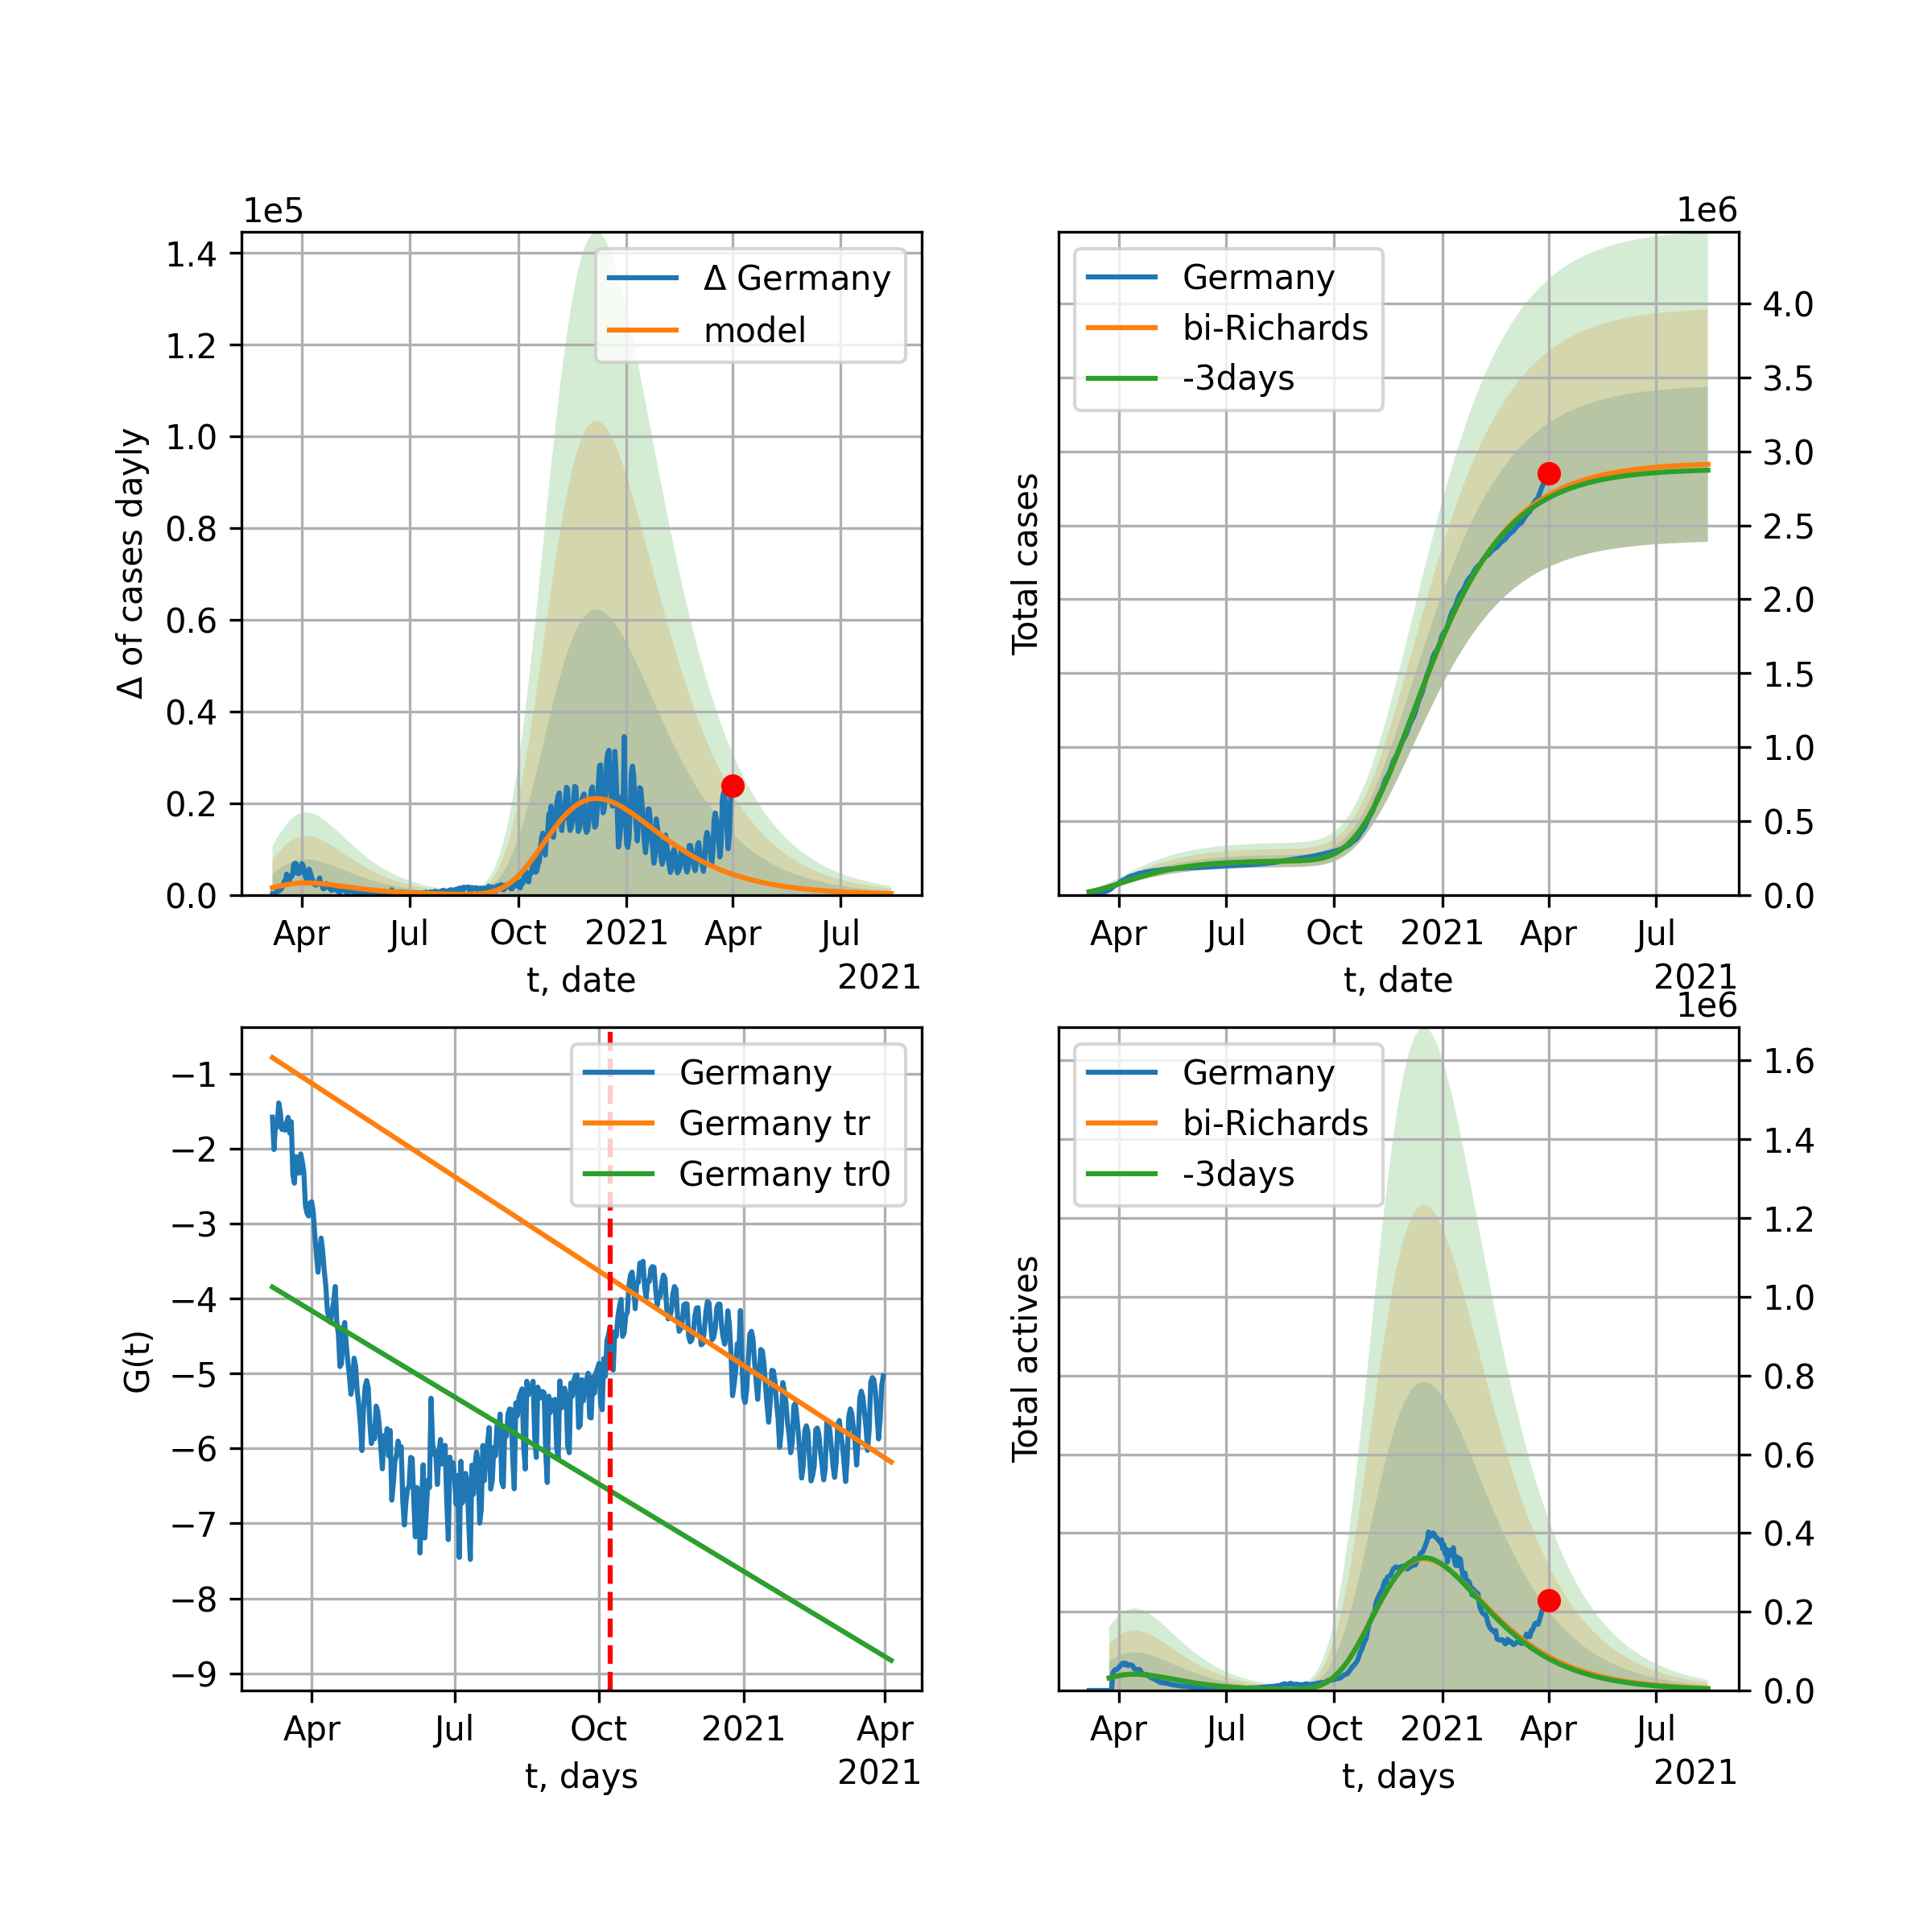 1e5
Δ of cases dayly
1.4
1.2
1.0
0.8
0.6
0.4
0.2
0.0
Δ Germany
model
Apr Jul Oct 2021 Apr Jul
t, date
2021
1e6
Total cases
Germany
bi-Richards
-3days
4.0
3.5
3.0
2.5
2.0
1.5
1.0
0.5
0.0
Apr Jul Oct 2021 Apr Jul
t, date
2021
G(t)
−1
−2
−3
−4
−5
−6
−7
−8
−9
Germany
Germany tr
Germany tr0
Apr Jul Oct 2021 Apr
t, days
2021
1e6
Total actives
Germany
bi-Richards
-3days
1.6
1.4
1.2
1.0
0.8
0.6
0.4
0.2
0.0
Apr Jul Oct 2021 Apr Jul
t, days
2021